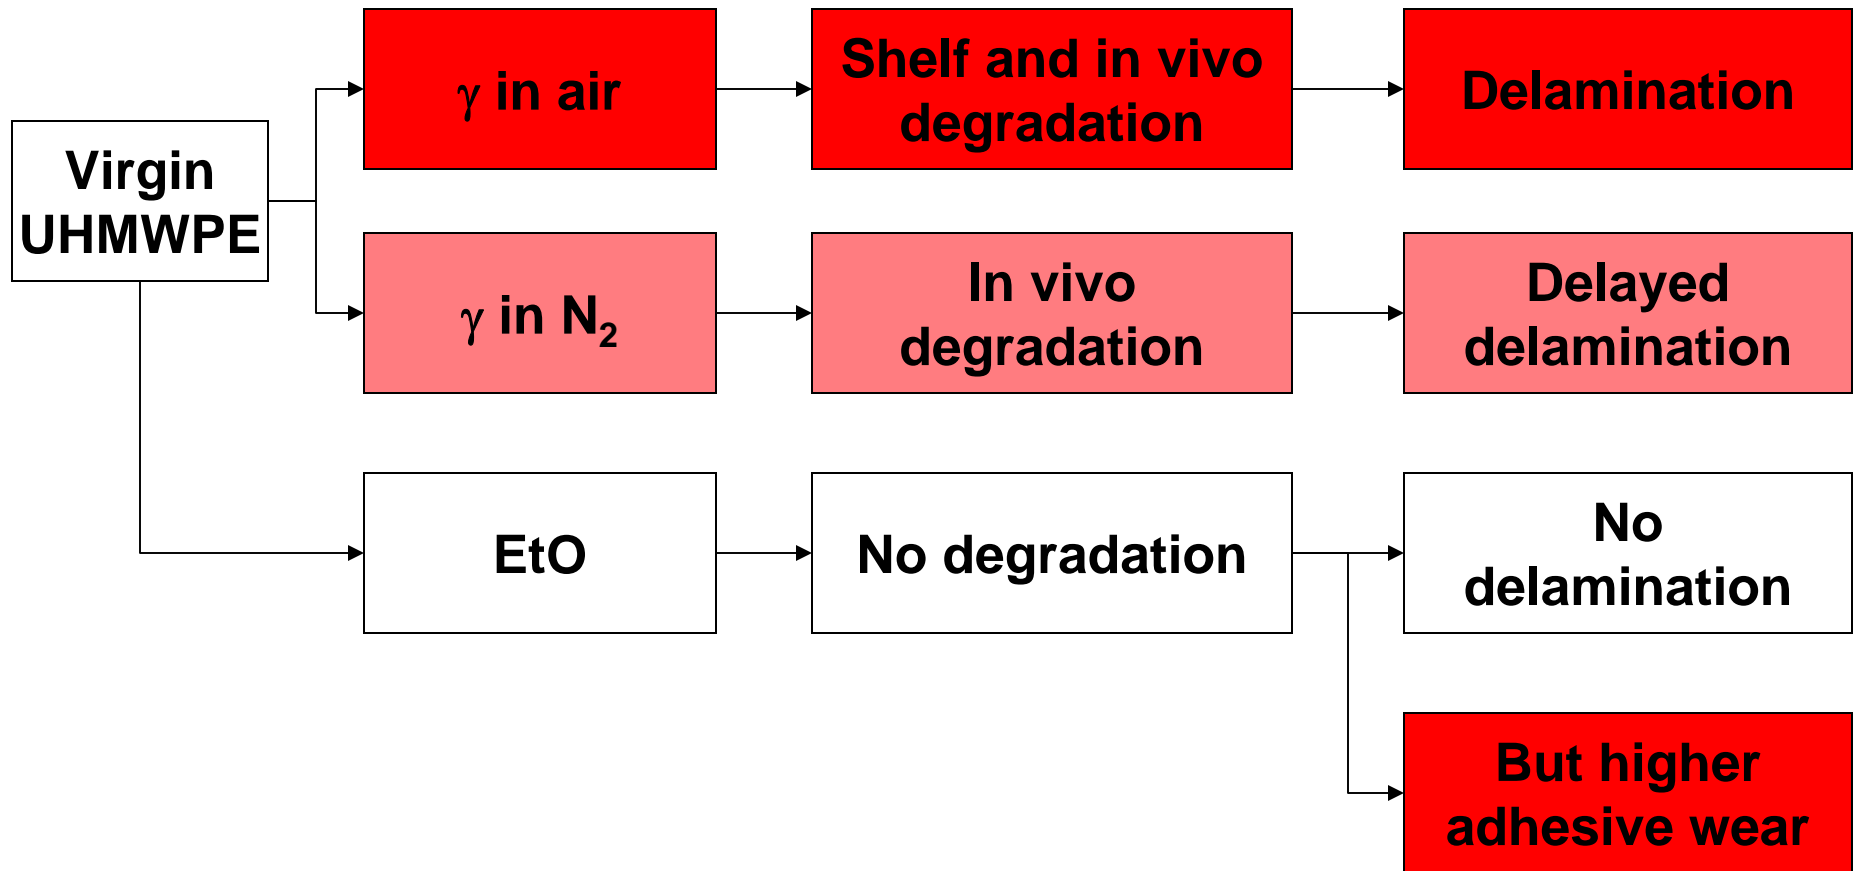 Virgin
UHMWPE
γ in air
Shelf and in vivo
degradation
Delamination
γ in N₂
In vivo
degradation
Delayed
delamination
EtO
No degradation
No
delamination
But higher
adhesive wear